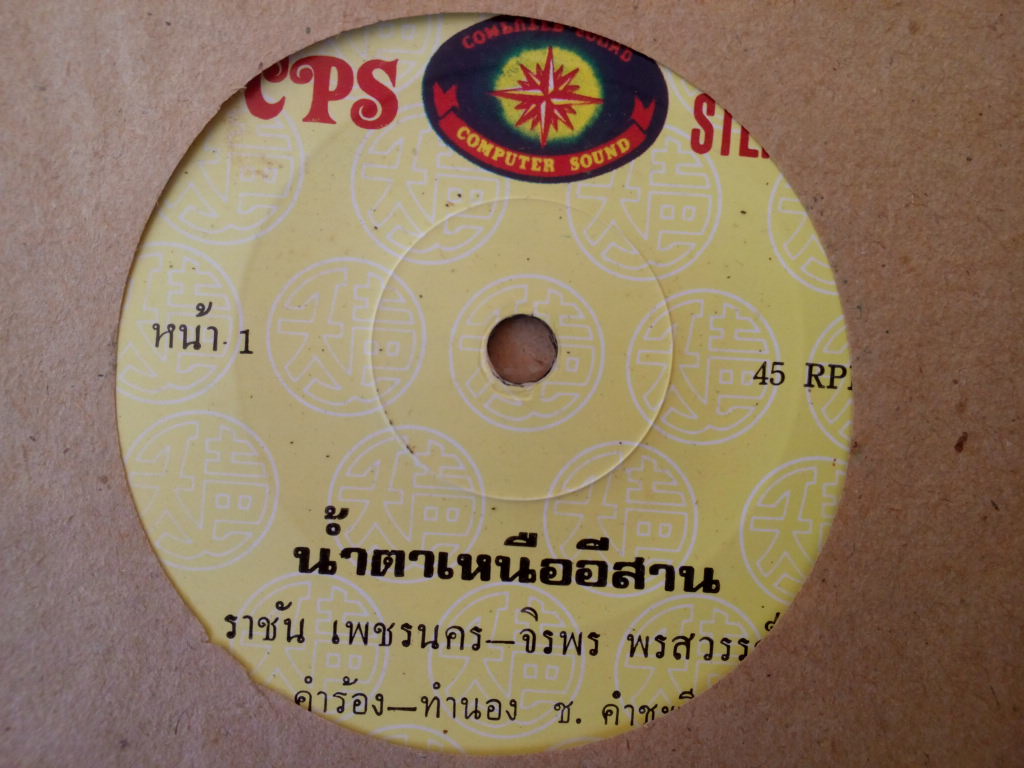 CPS
COMPUTER SOUND
COMPUTER SOUND
หน้า 1
45
น้ำตาเหนืออีสาน
ราชัน เพชรนคร—จิรพร
คำร้อง—ทำนอง ช.